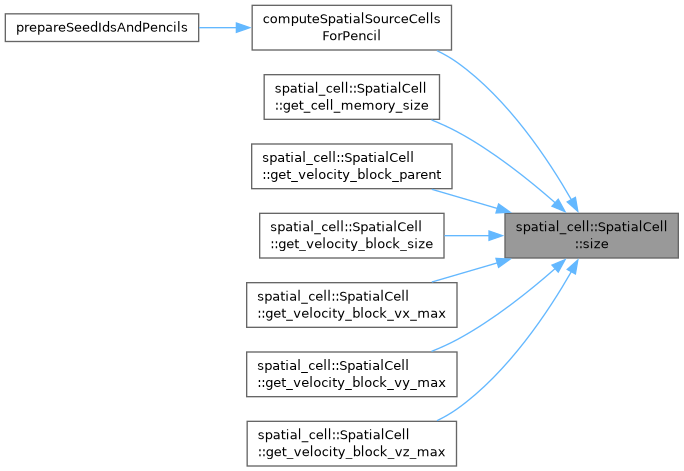 prepareSeedIdsAndPencils
computeSpatialSourceCells
ForPencil
spatial_cell::SpatialCell
::get_cell_memory_size
spatial_cell::SpatialCell
::get_velocity_block_parent
spatial_cell::SpatialCell
::get_velocity_block_size
spatial_cell::SpatialCell
::size
spatial_cell::SpatialCell
::get_velocity_block_vx_max
spatial_cell::SpatialCell
::get_velocity_block_vy_max
spatial_cell::SpatialCell
::get_velocity_block_vz_max